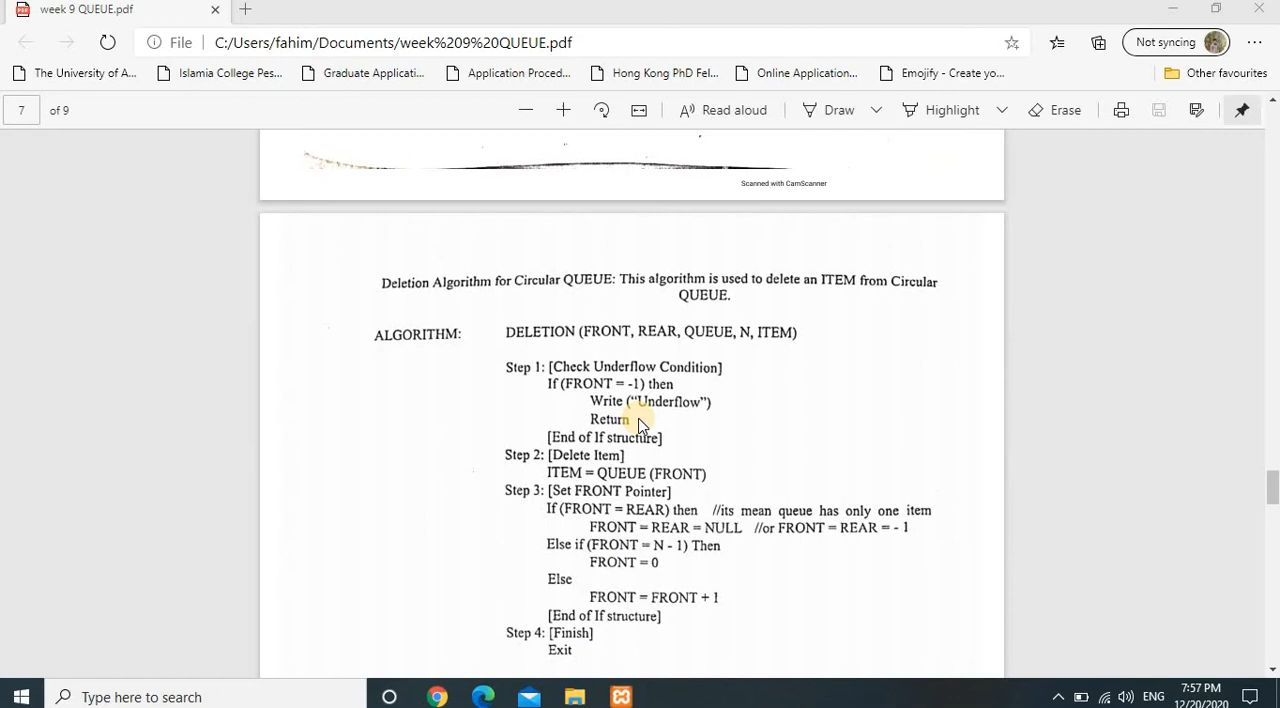 week 9 QUEUE.pdf
File | C:/Users/fahim/Documents/week%209%20QUEUE.pdf
Not syncing
The University of A...
Islamia College Pes...
Graduate Applicati...
Application Proced...
Hong Kong PhD Fel...
Online Application...
Emojify - Create yo...
Other favourites
7 of 9
Read aloud
Draw
Highlight
Erase
Scanned with CamScanner
Deletion Algorithm for Circular QUEUE: This algorithm is used to delete an ITEM from Circular
QUEUE.
ALGORITHM: DELETION (FRONT, REAR, QUEUE, N, ITEM)
Step 1: [Check Underflow Condition]
If (FRONT = -1) then
Write (“Underflow”)
Return
[End of If structure]
Step 2: [Delete Item]
ITEM = QUEUE (FRONT)
Step 3: [Set FRONT Pointer]
If (FRONT = REAR) then //its mean queue has only one item
FRONT = REAR = NULL //or FRONT = REAR = - 1
Else if (FRONT = N - 1) Then
FRONT = 0
Else
FRONT = FRONT + 1
[End of If structure]
Step 4: [Finish]
Exit
Type here to search
ENG
7:57 PM
12/20/2020